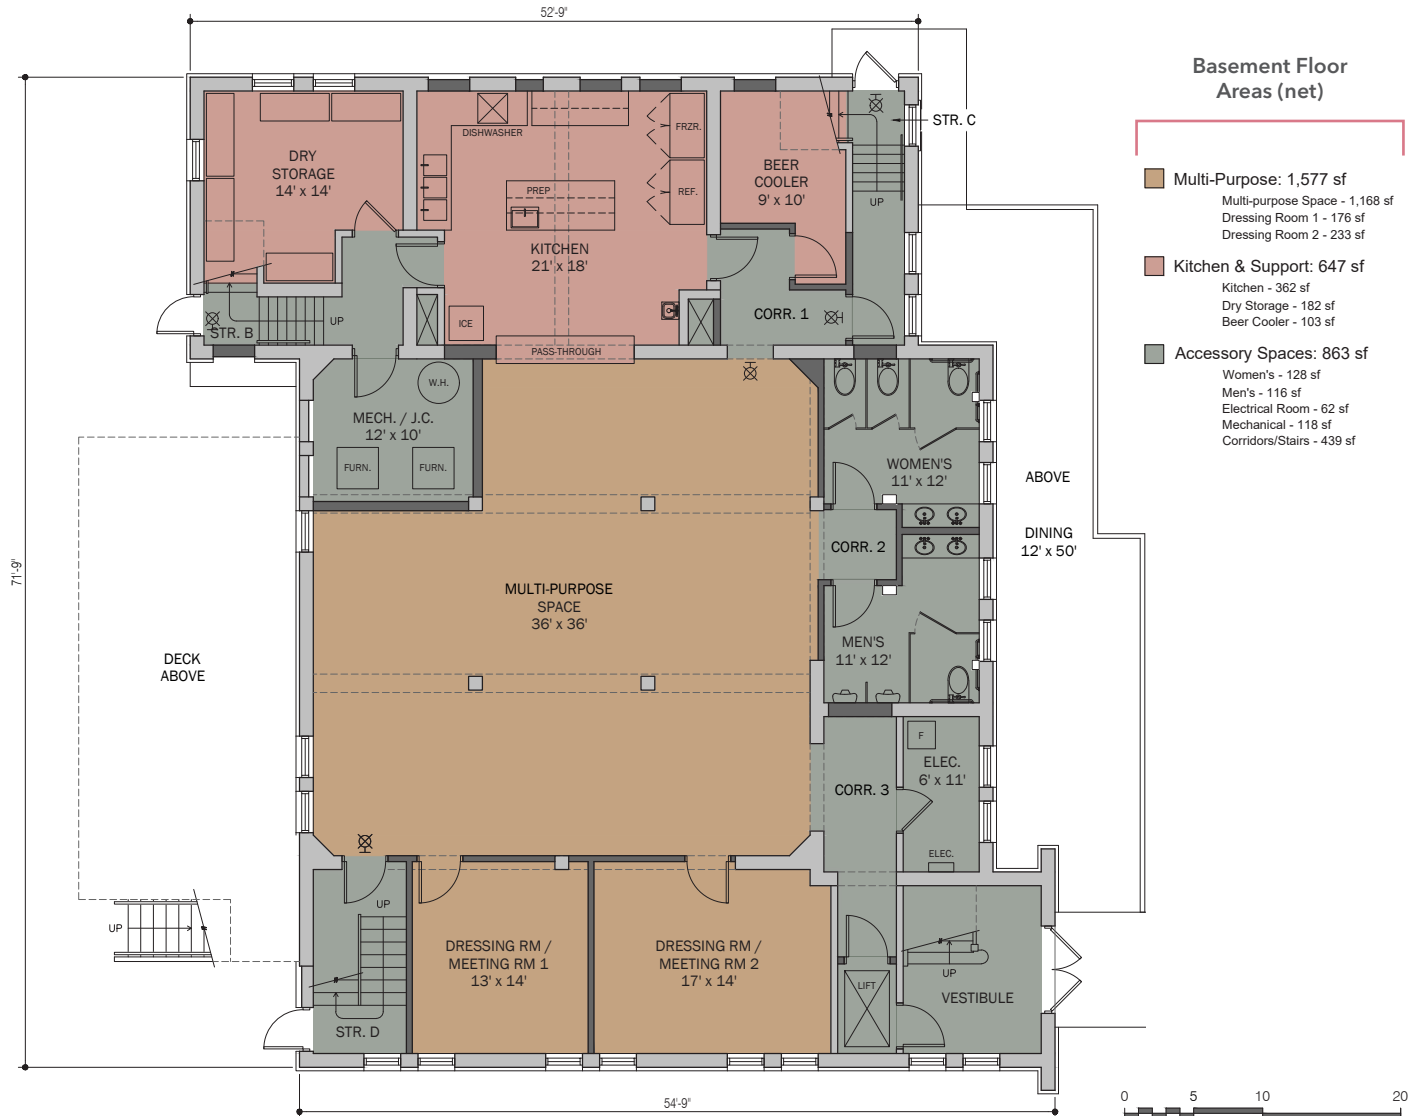 52'-9"
Basement Floor
Areas (net)
Multi-Purpose: 1,577 sf
Multi-purpose Space - 1,168 sf
Dressing Room 1 - 176 sf
Dressing Room 2 - 233 sf
Kitchen & Support: 647 sf
Kitchen - 362 sf
Dry Storage - 182 sf
Beer Cooler - 103 sf
Accessory Spaces: 863 sf
Women's - 128 sf
Men's - 116 sf
Electrical Room - 62 sf
Mechanical - 118 sf
Corridors/Stairs - 439 sf
STR. C
DISHWASHER
FRZR.
DRY
STORAGE
14' x 14'
BEER
COOLER
9' x 10'
PREP
REF.
UP
KITCHEN
21' x 18'
ICE
UP
STR. B
CORR. 1
PASS-THROUGH
W.H.
MECH. / J.C.
12' x 10'
FURN.
FURN.
WOMEN'S
11' x 12'
ABOVE
DINING
12' x 50'
CORR. 2
71'-9"
MULTI-PURPOSE
SPACE
36' x 36'
MEN'S
11' x 12'
DECK
ABOVE
F
ELEC.
6' x 11'
CORR. 3
ELEC.
UP
UP
DRESSING RM /
MEETING RM 1
13' x 14'
DRESSING RM /
MEETING RM 2
17' x 14'
LIFT
UP
VESTIBULE
STR. D
54'-9"
0 5 10 20